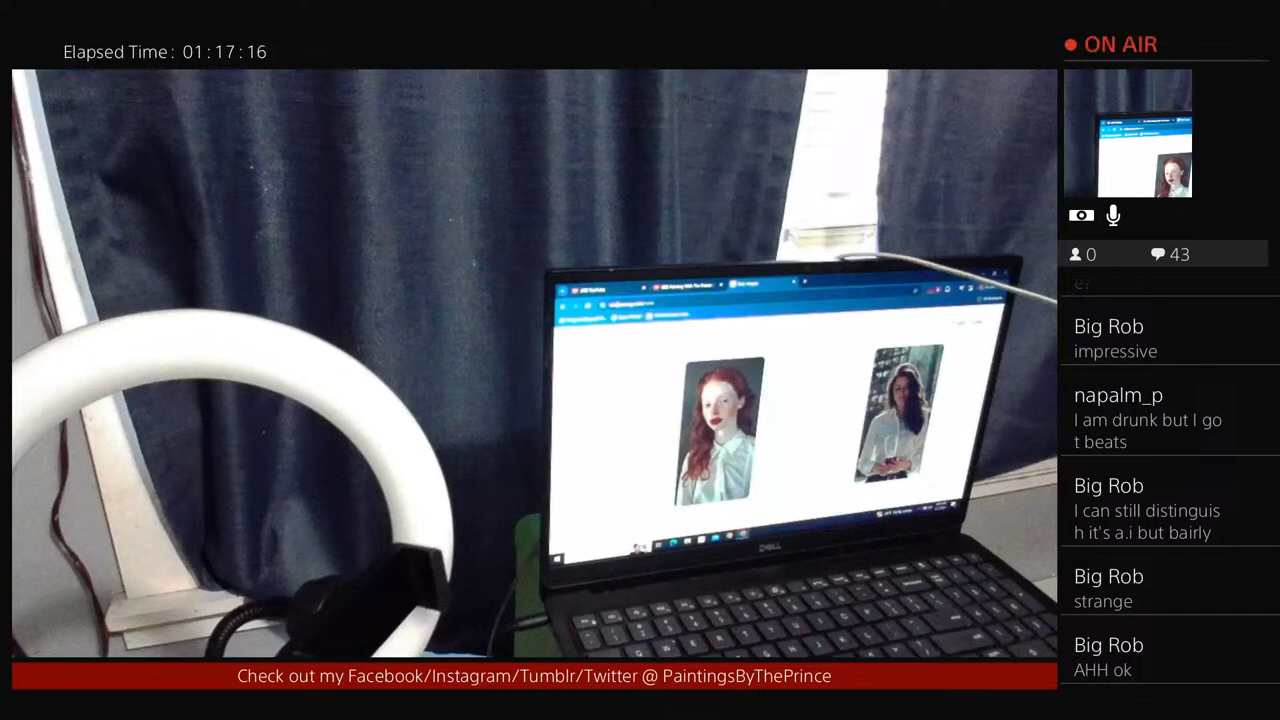 Elapsed Time: 01:17:16
ON AIR
0
43
Big Rob
impressive
napalm_p
I am drunk but I go
t beats
Big Rob
I can still distinguis
h it's a.i but bairly
Big Rob
strange
Big Rob
AHH ok
DELL
Check out my Facebook/Instagram/Tumblr/Twitter @ PaintingsByThePrince